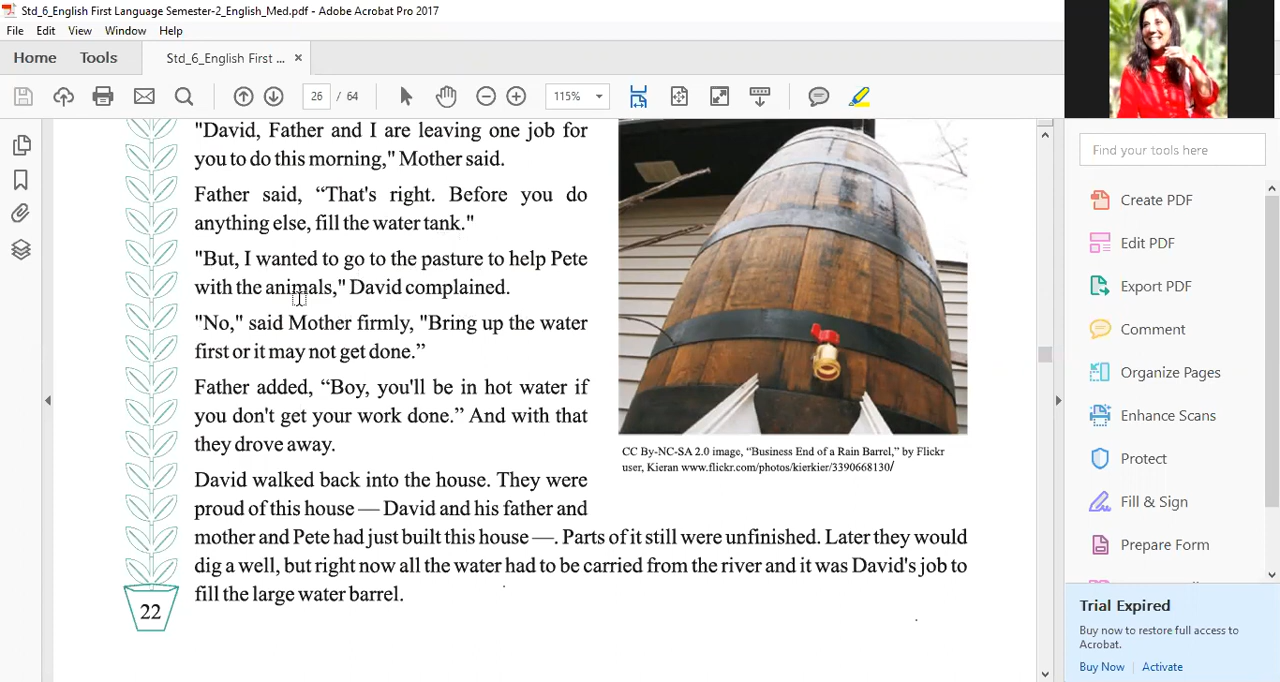 Std_6_English First Language Semester-2_English_Med.pdf - Adobe Acrobat Pro 2017
File Edit View Window Help
Home Tools Std_6_English First ... ×
26 / 64 115%
"David, Father and I are leaving one job for
you to do this morning," Mother said.
Father said, “That's right. Before you do
anything else, fill the water tank."
"But, I wanted to go to the pasture to help Pete
with the animals," David complained.
"No," said Mother firmly, "Bring up the water
first or it may not get done.”
Father added, “Boy, you'll be in hot water if
you don't get your work done.” And with that
they drove away.
CC By-NC-SA 2.0 image, “Business End of a Rain Barrel,” by Flickr
user, Kieran www.flickr.com/photos/kierkier/3390668130/
David walked back into the house. They were
proud of this house — David and his father and
mother and Pete had just built this house —. Parts of it still were unfinished. Later they would
dig a well, but right now all the water had to be carried from the river and it was David's job to
fill the large water barrel.
22
Find your tools here
Create PDF
Edit PDF
Export PDF
Comment
Organize Pages
Enhance Scans
Protect
Fill & Sign
Prepare Form
Trial Expired
Buy now to restore full access to
Acrobat.
Buy Now Activate